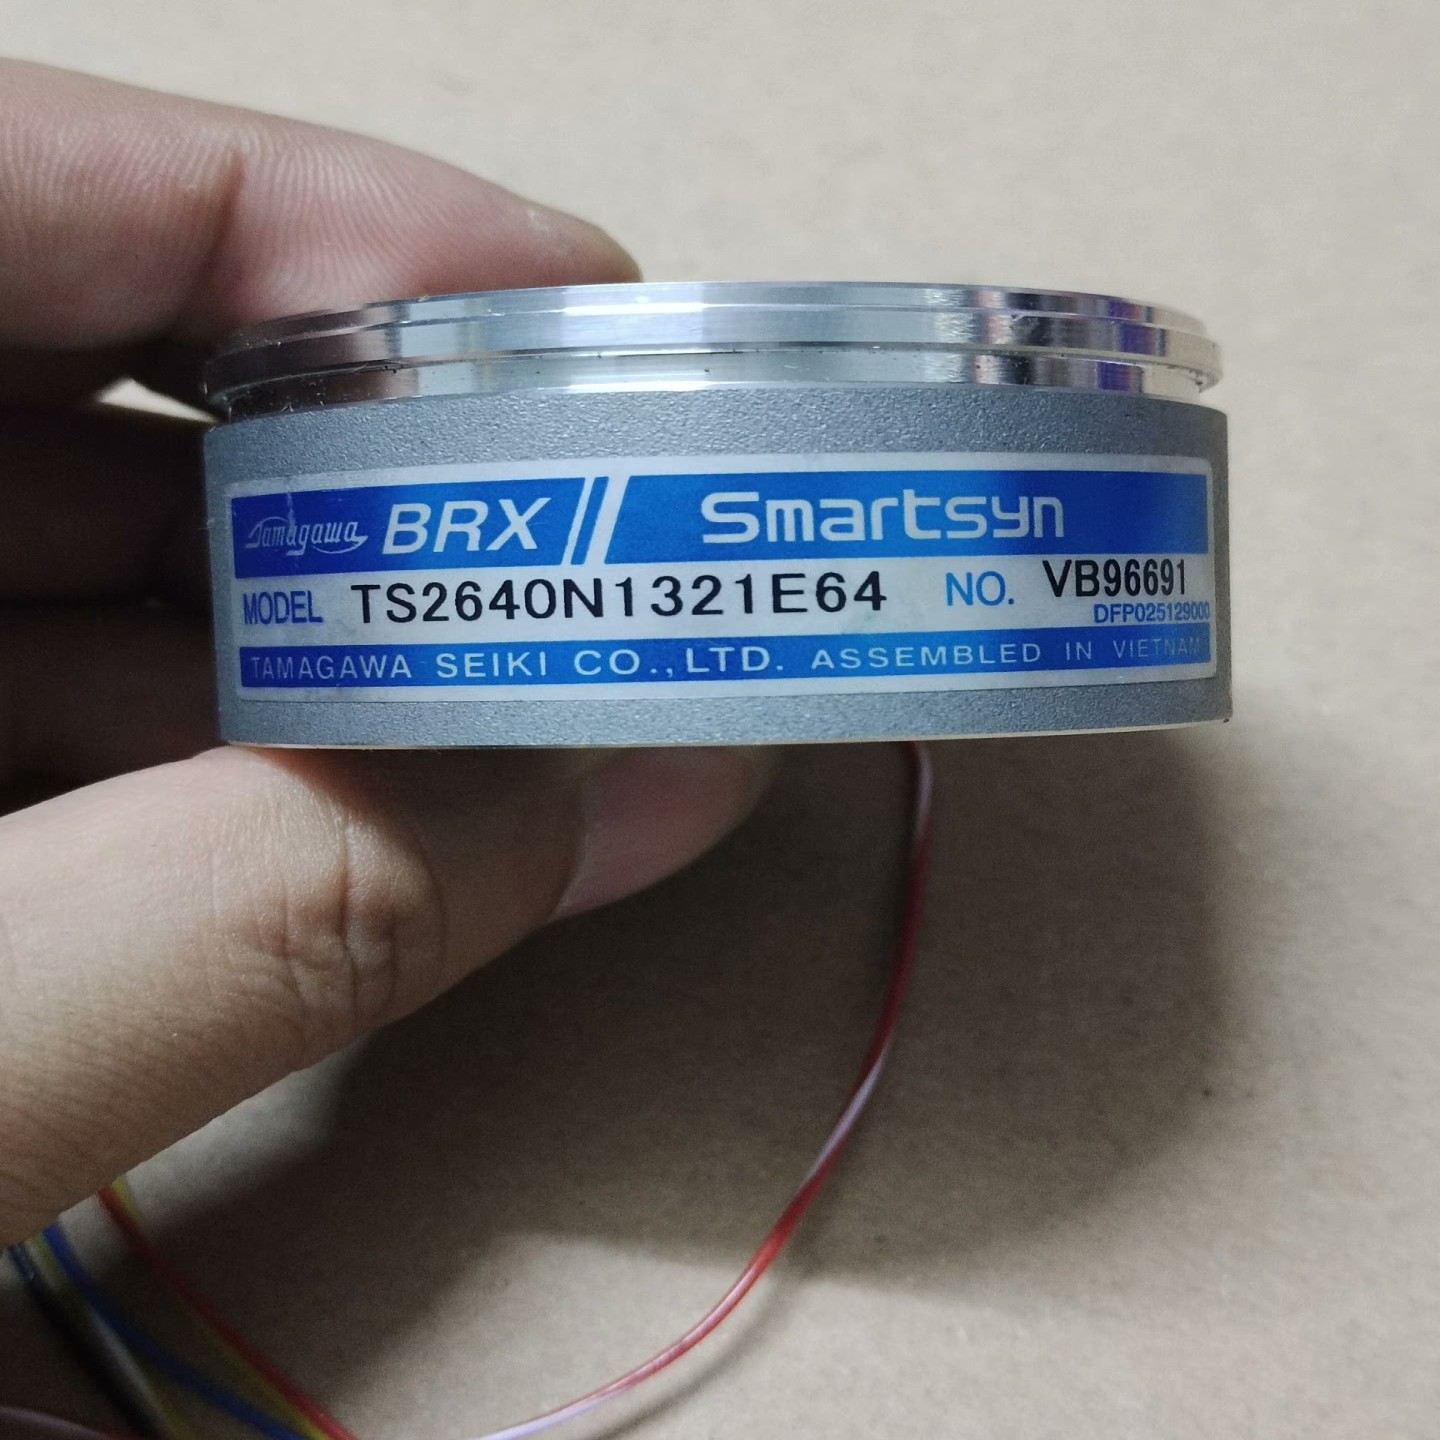 Tamagawa BRX // Smartsyn
MODEL TS2640N1321E64 NO. VB96691
DFP025129000
TAMAGAWA SEIKI CO.,LTD. ASSEMBLED IN VIETNAM